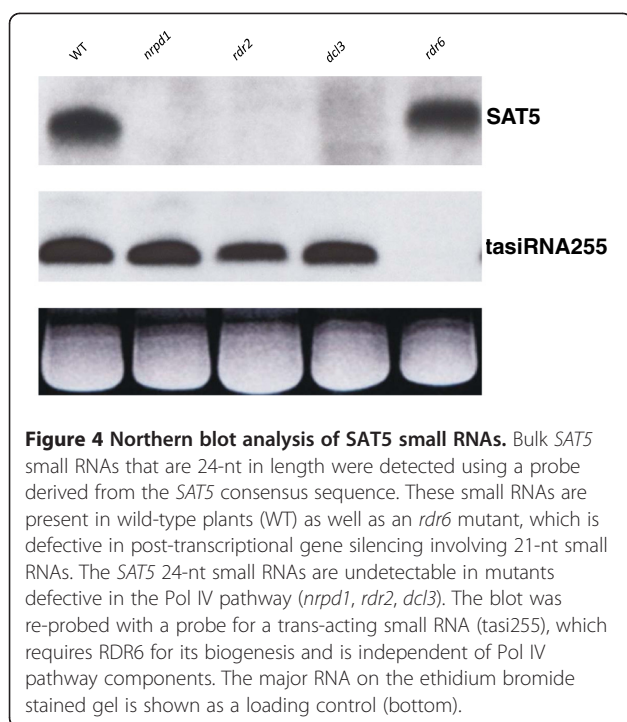 WT nrpd1 rdr2 dcl3 rdr6
SAT5
tasiRNA255
Figure 4 Northern blot analysis of SAT5 small RNAs. Bulk SAT5
small RNAs that are 24-nt in length were detected using a probe
derived from the SAT5 consensus sequence. These small RNAs are
present in wild-type plants (WT) as well as an rdr6 mutant, which is
defective in post-transcriptional gene silencing involving 21-nt small
RNAs. The SAT5 24-nt small RNAs are undetectable in mutants
defective in the Pol IV pathway (nrpd1, rdr2, dcl3). The blot was
re-probed with a probe for a trans-acting small RNA (tasi255), which
requires RDR6 for its biogenesis and is independent of Pol IV
pathway components. The major RNA on the ethidium bromide
stained gel is shown as a loading control (bottom).